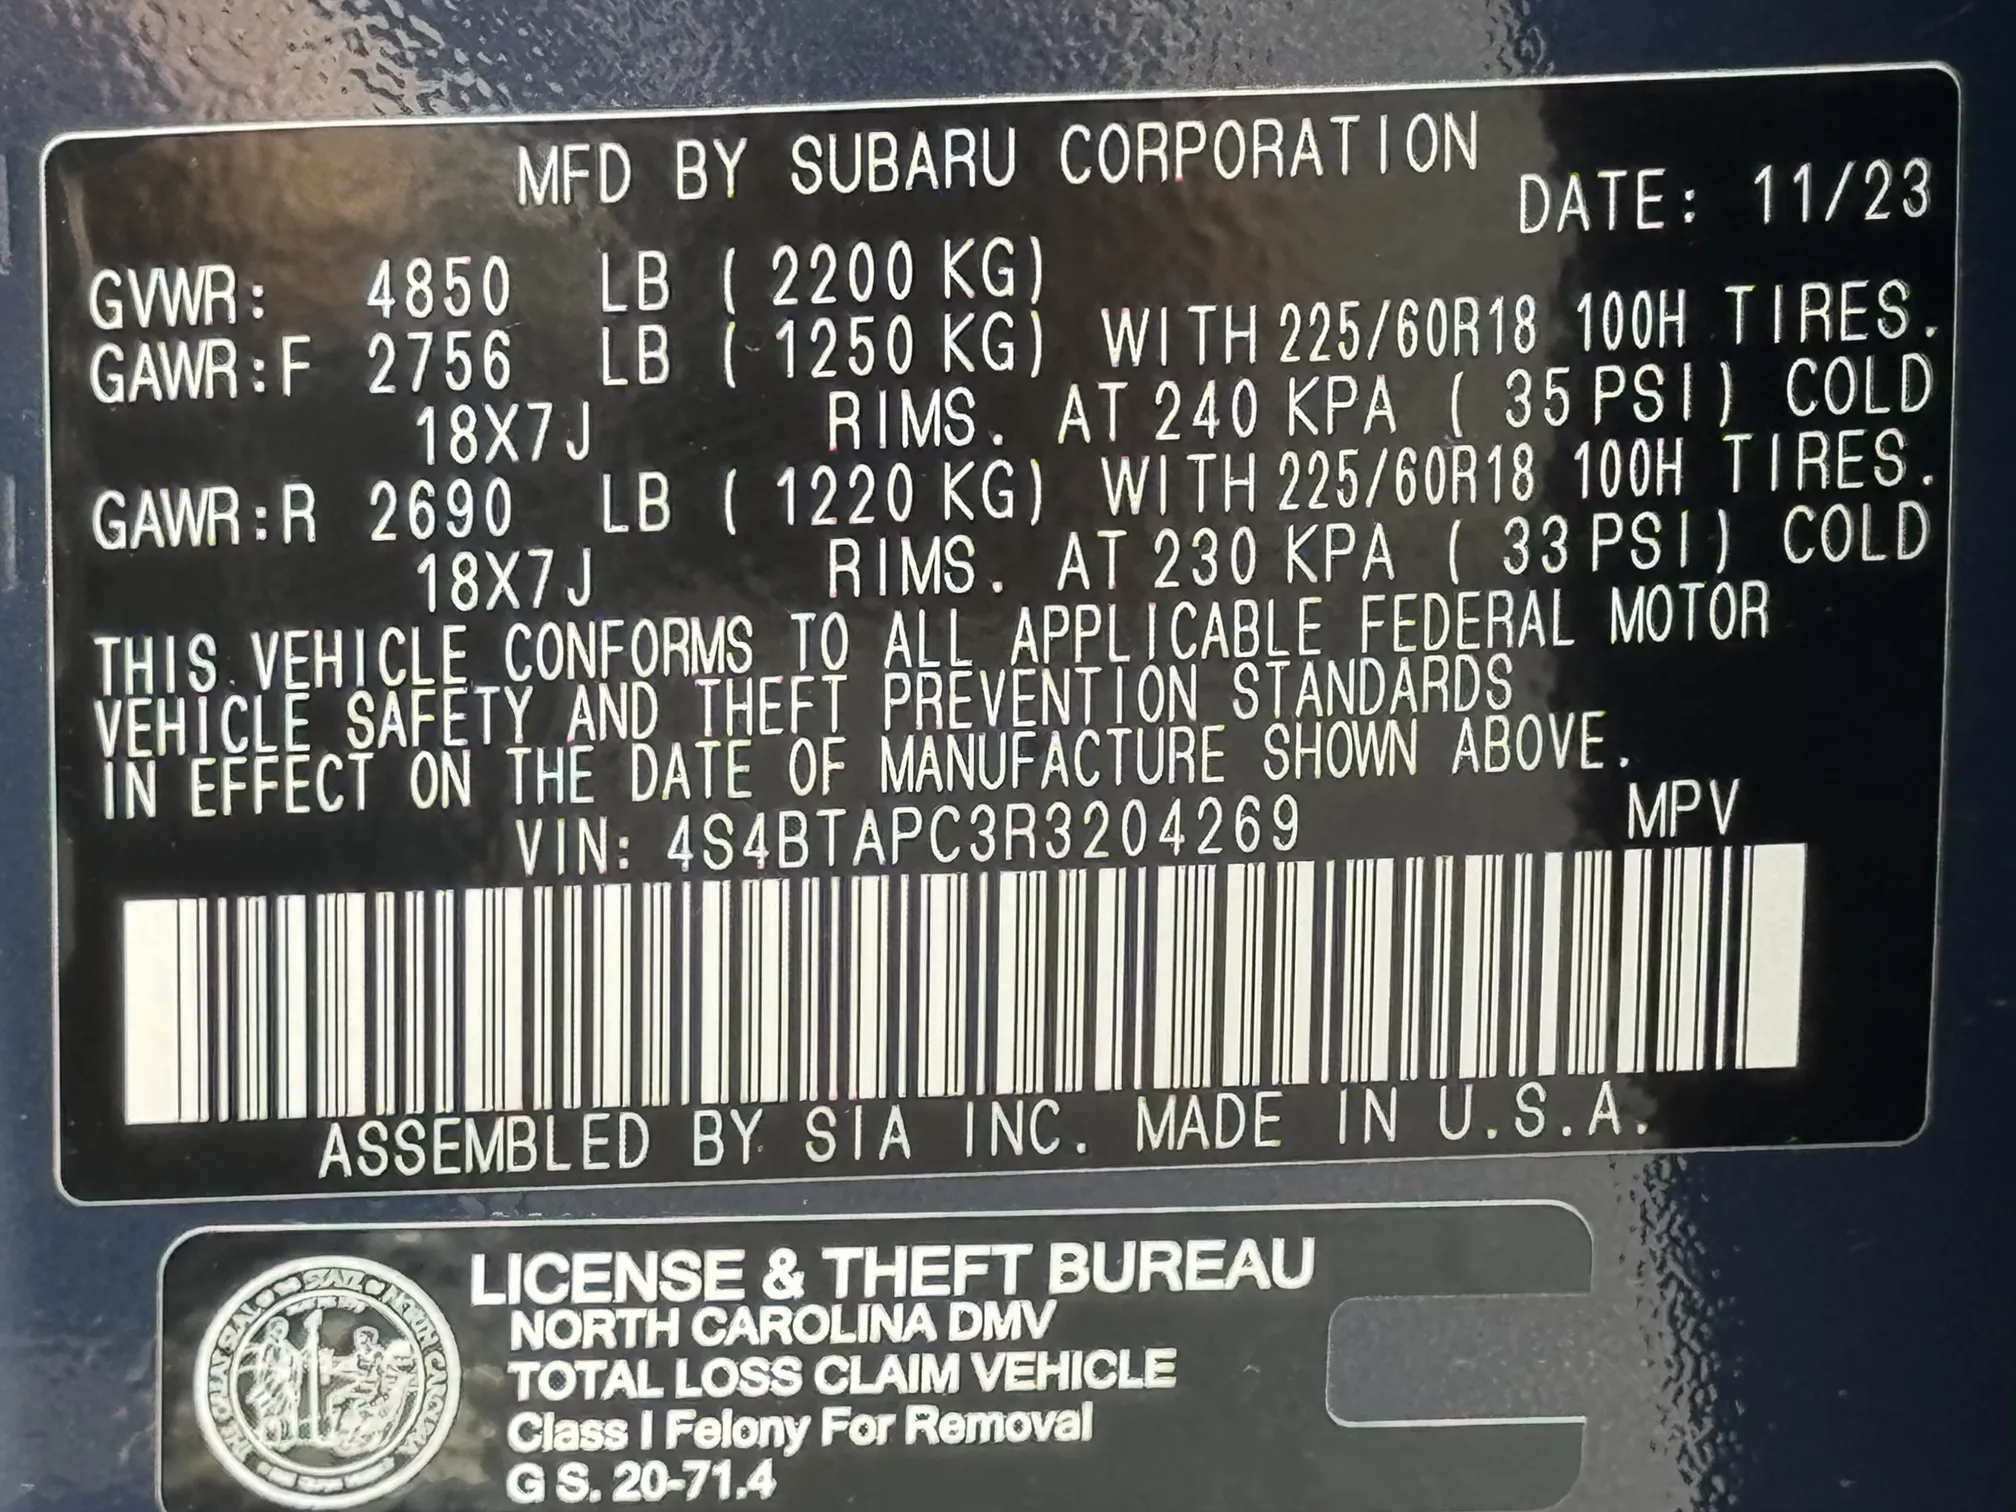 MFD BY SUBARU CORPORATION
DATE: 11/23
GVWR: 4850 LB ( 2200 KG)
GAWR:F 2756 LB ( 1250 KG) WITH 225/60R18 100H TIRES.
18X7J RIMS. AT 240 KPA ( 35 PSI) COLD
GAWR:R 2690 LB ( 1220 KG) WITH 225/60R18 100H TIRES.
18X7J RIMS. AT 230 KPA ( 33 PSI) COLD
THIS VEHICLE CONFORMS TO ALL APPLICABLE FEDERAL MOTOR
VEHICLE SAFETY AND THEFT PREVENTION STANDARDS
IN EFFECT ON THE DATE OF MANUFACTURE SHOWN ABOVE.
VIN: 4S4BTAPC3R3204269 MPV
ASSEMBLED BY SIA INC. MADE IN U.S.A.
LICENSE & THEFT BUREAU
NORTH CAROLINA DMV
TOTAL LOSS CLAIM VEHICLE
Class I Felony For Removal
G S. 20-71.4